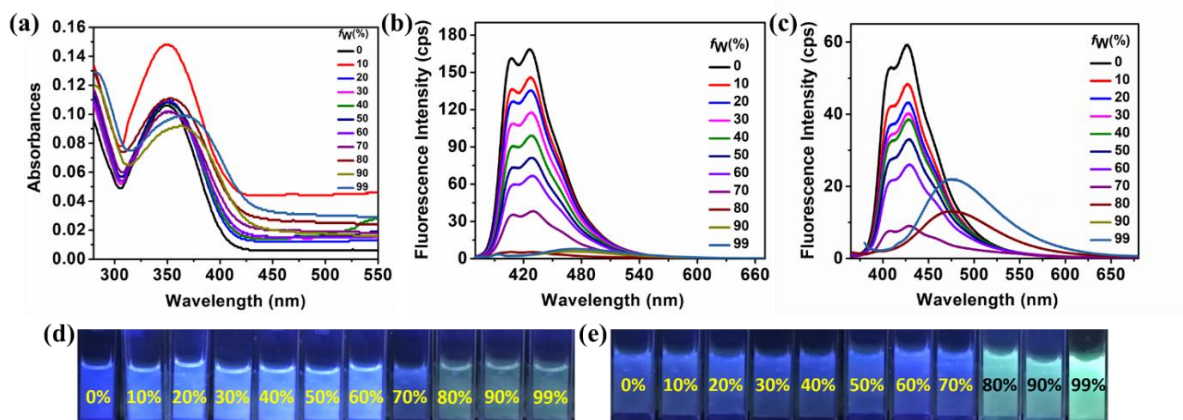 (a)
Absorbances
0.16
0.14
0.12
0.10
0.08
0.06
0.04
0.02
0.00
300 350 400 450 500 550
Wavelength (nm)
fW(%)
0
10
20
30
40
50
60
70
80
90
99
(b)
Fluorescence Intensity (cps)
180
150
120
90
60
30
0
420 480 540 600 660
Wavelength (nm)
fW(%)
0
10
20
30
40
50
60
70
80
90
99
(c)
Fluorescence Intensity (cps)
60
40
20
0
400 450 500 550 600 650
Wavelength (nm)
fW(%)
0
10
20
30
40
50
60
70
80
90
99
(d)
0% 10% 20% 30% 40% 50% 60% 70% 80% 90% 99%
(e)
0% 10% 20% 30% 40% 50% 60% 70% 80% 90% 99%